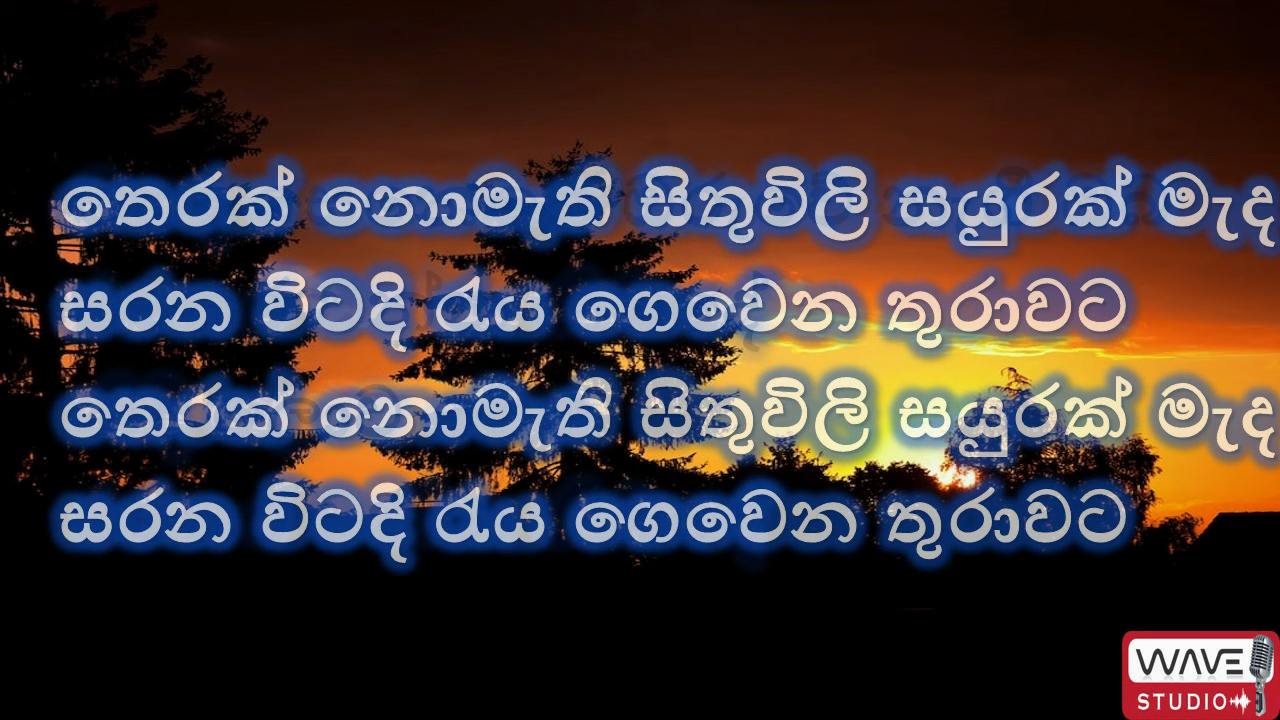 තෙරක් නොමැති සිතුවිලි සයුරක් මැද
සරන විටදි රැය ගෙවෙන තුරාවට
තෙරක් නොමැති සිතුවිලි සයුරක් මැද
සරන විටදි රැය ගෙවෙන තුරාවට
WAVE
STUDIO